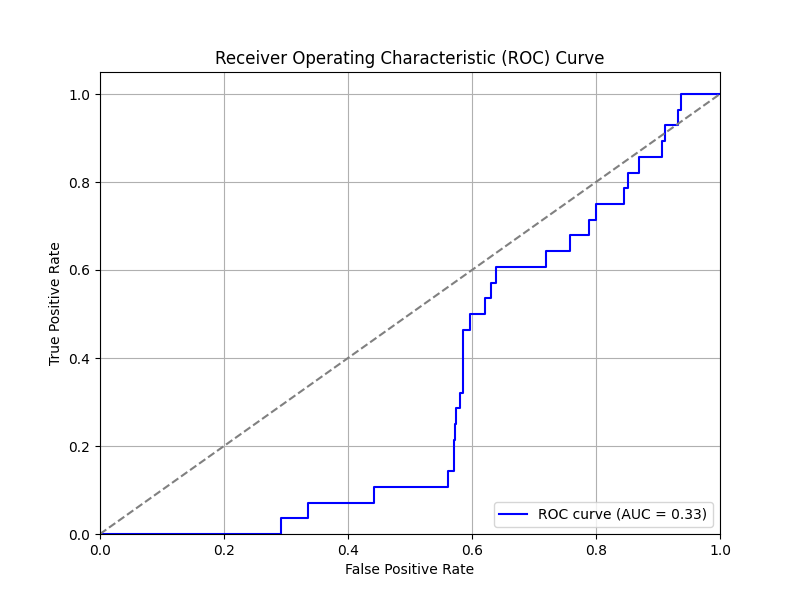 Receiver Operating Characteristic (ROC) Curve
1.0
0.8
0.6
0.4
0.2
0.0
True Positive Rate
ROC curve (AUC = 0.33)
0.0 0.2 0.4 0.6 0.8 1.0
False Positive Rate